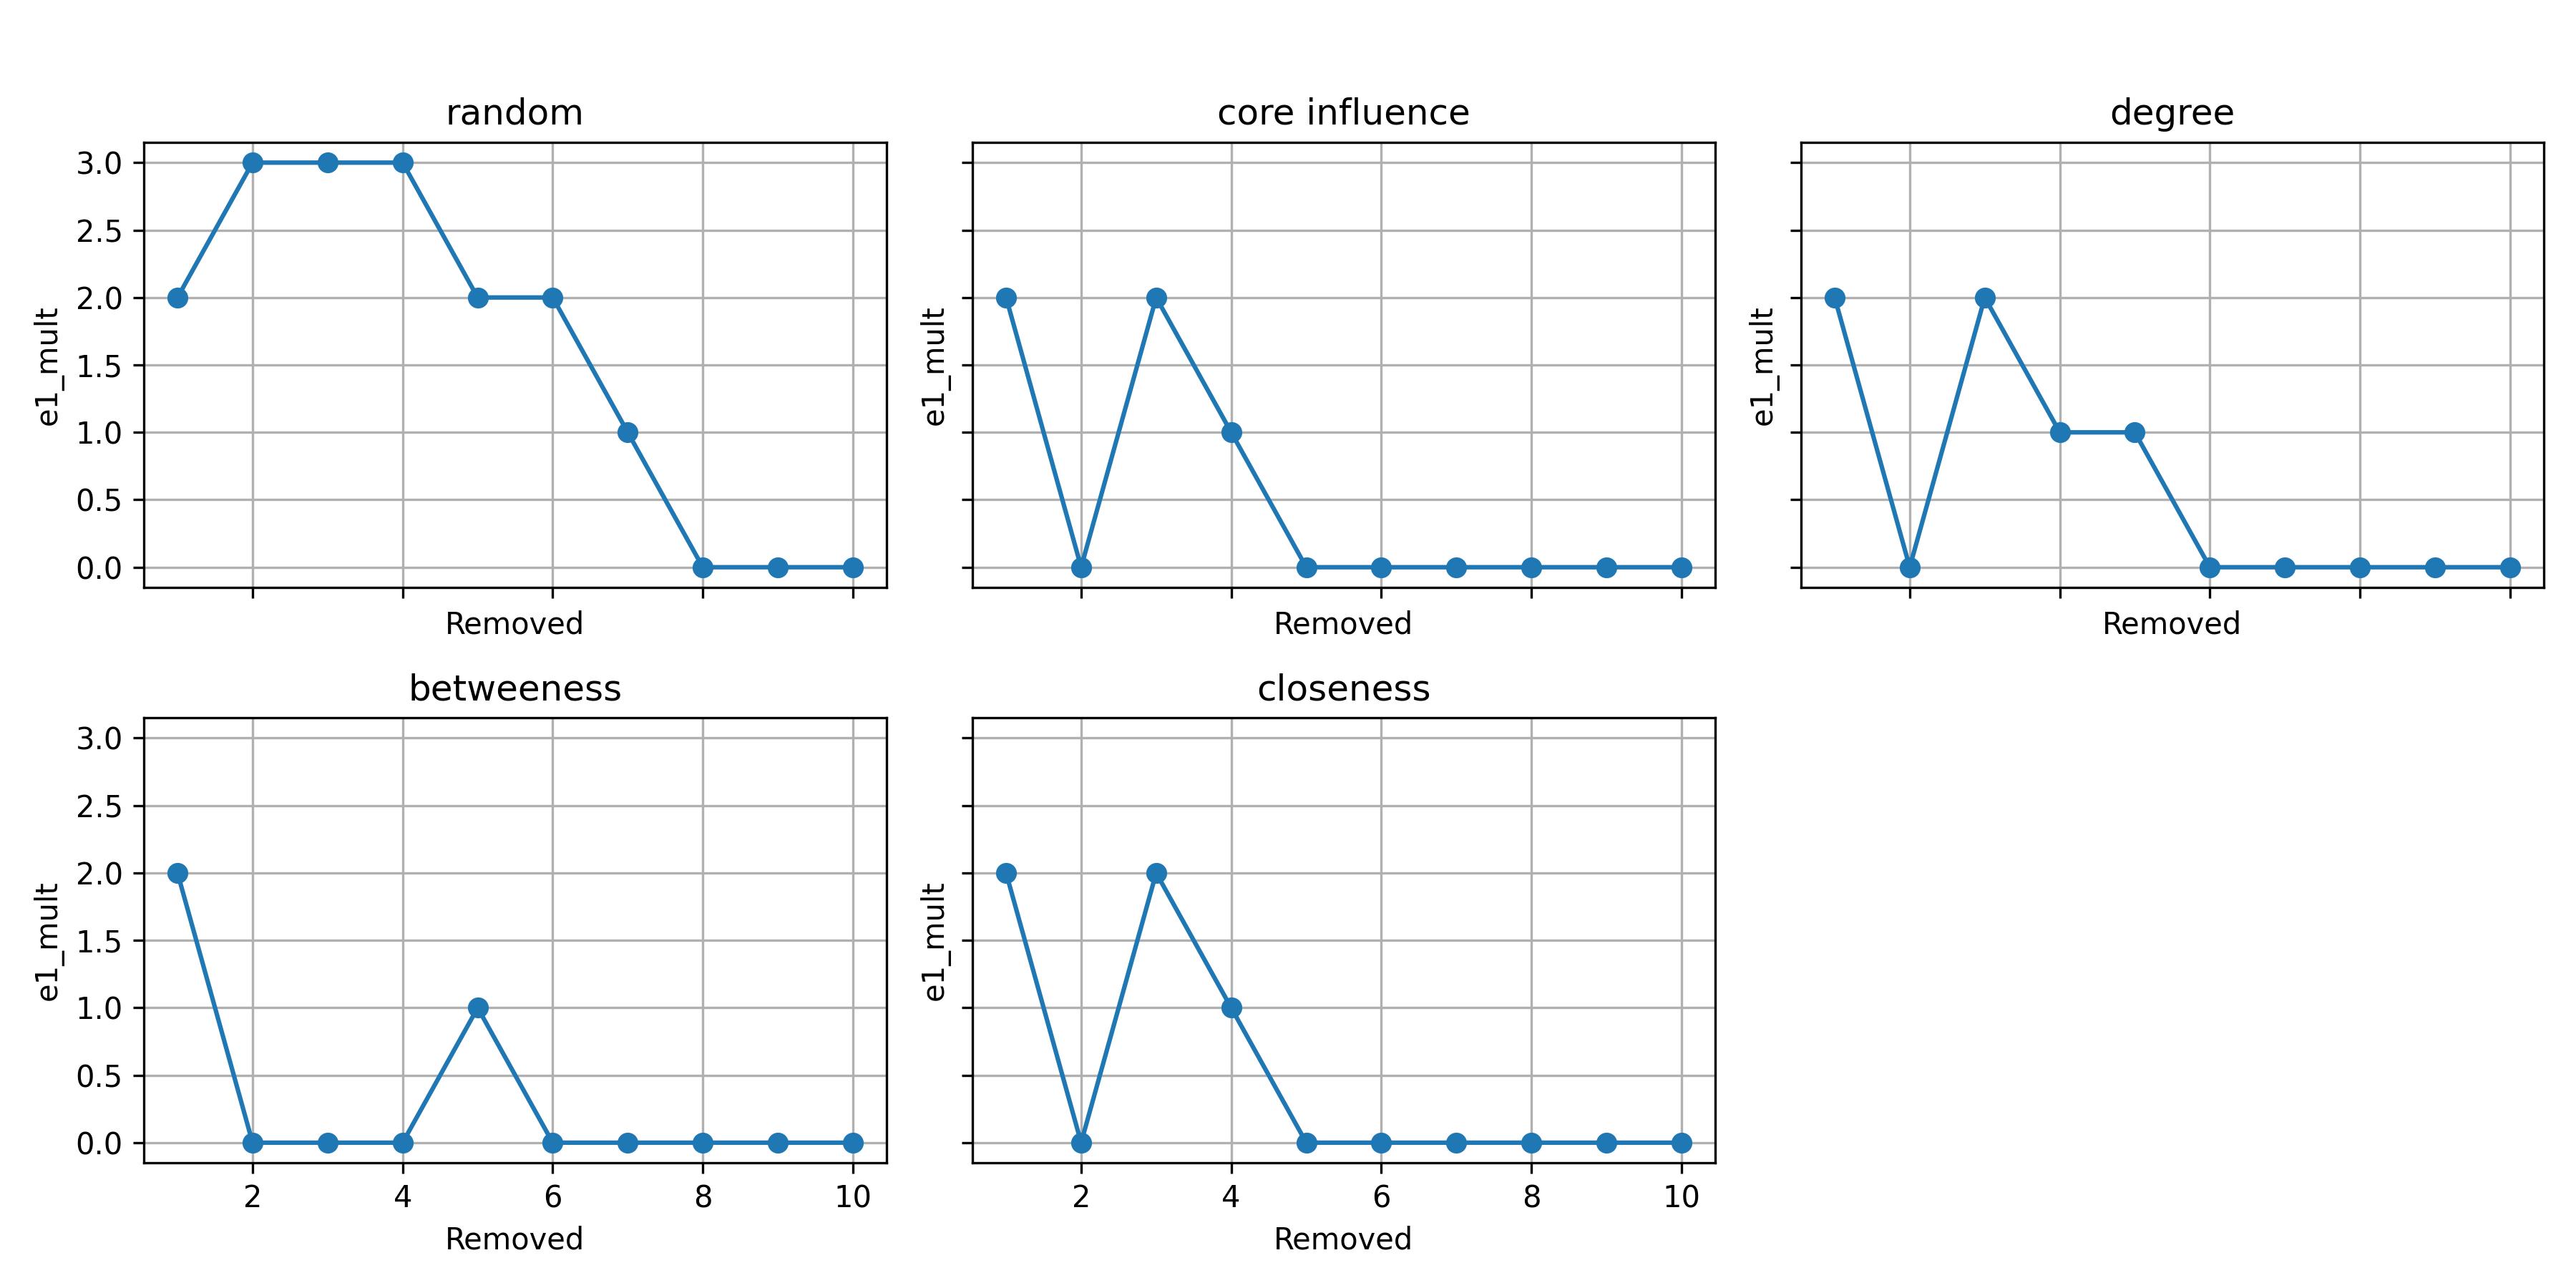 random
3.0
2.5
2.0
1.5
1.0
0.5
0.0
e1_mult
Removed
core influence
e1_mult
Removed
degree
e1_mult
Removed
betweeness
3.0
2.5
2.0
1.5
1.0
0.5
0.0
e1_mult
2 4 6 8 10
Removed
closeness
e1_mult
2 4 6 8 10
Removed